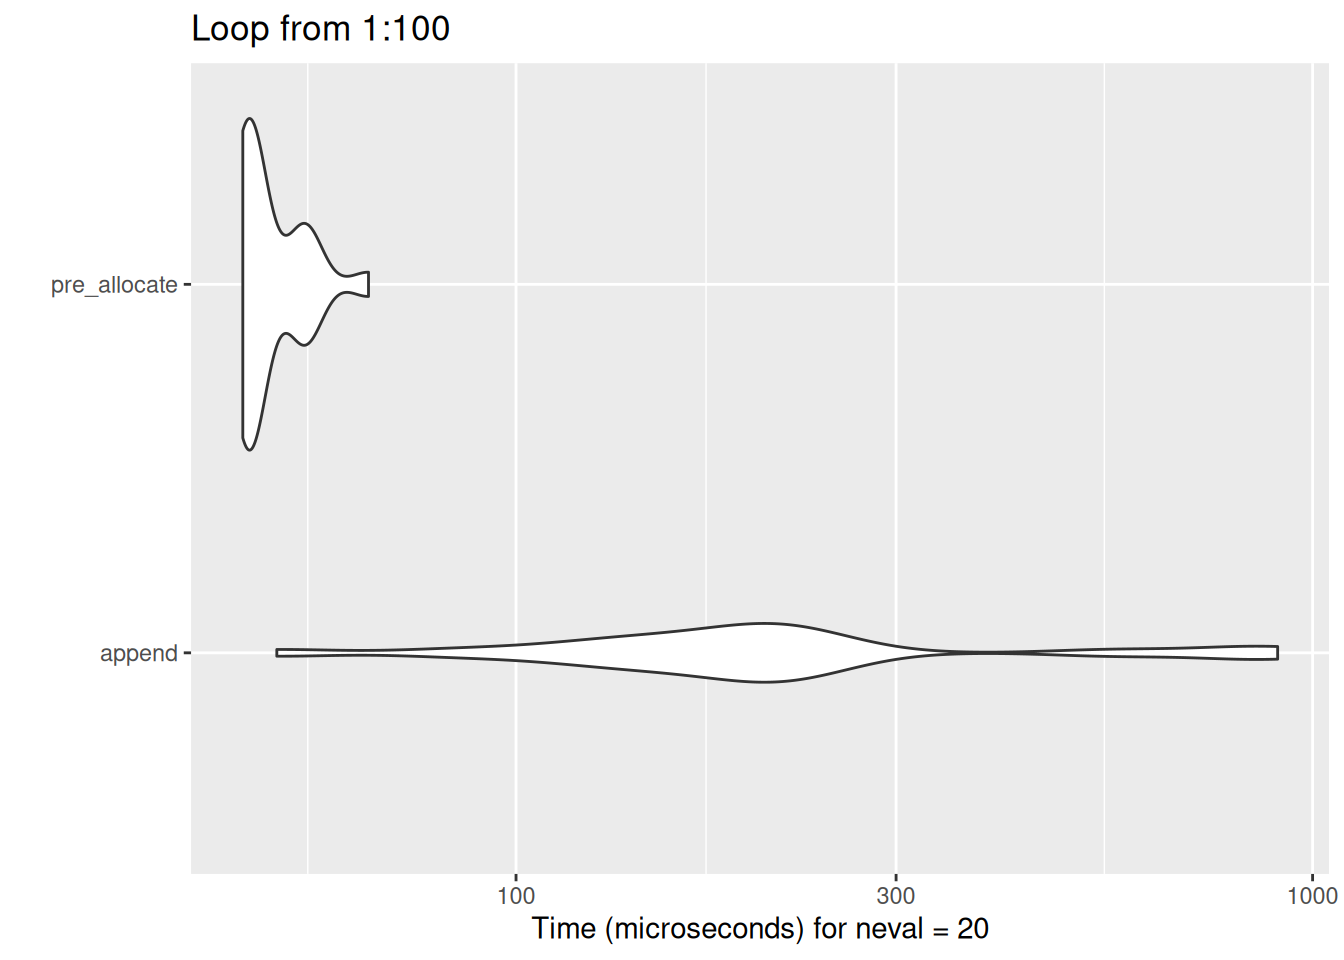 Loop from 1:100
pre_allocate
append
100
300
1000
Time (microseconds) for neval = 20